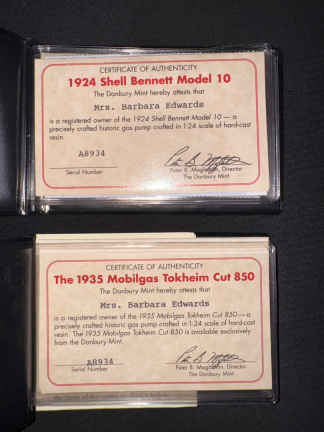 CERTIFICATE OF AUTHENTICITY
1924 Shell Bennett Model 10
The Danbury Mint hereby attests that
Mrs. Barbara Edwards
is a registered owner of the 1924 Shell Bennett Model 10 — a
precisely crafted historic gas pump crafted in 1:24 scale of hard-cast
resin.
A8934
Serial Number
Peter B. Maglathlin, Director
The Danbury Mint
CERTIFICATE OF AUTHENTICITY
The 1935 Mobilgas Tokheim Cut 850
The Danbury Mint hereby attests that
Mrs. Barbara Edwards
is a registered owner of the 1935 Mobilgas Tokheim Cut 850 — a
precisely crafted historic gas pump crafted in 1:24 scale of hard-cast
resin. The 1935 Mobilgas Tokheim Cut 850 is available exclusively
from the Danbury Mint.
A8934
Serial Number
Peter B. Maglathlin, Director
The Danbury Mint